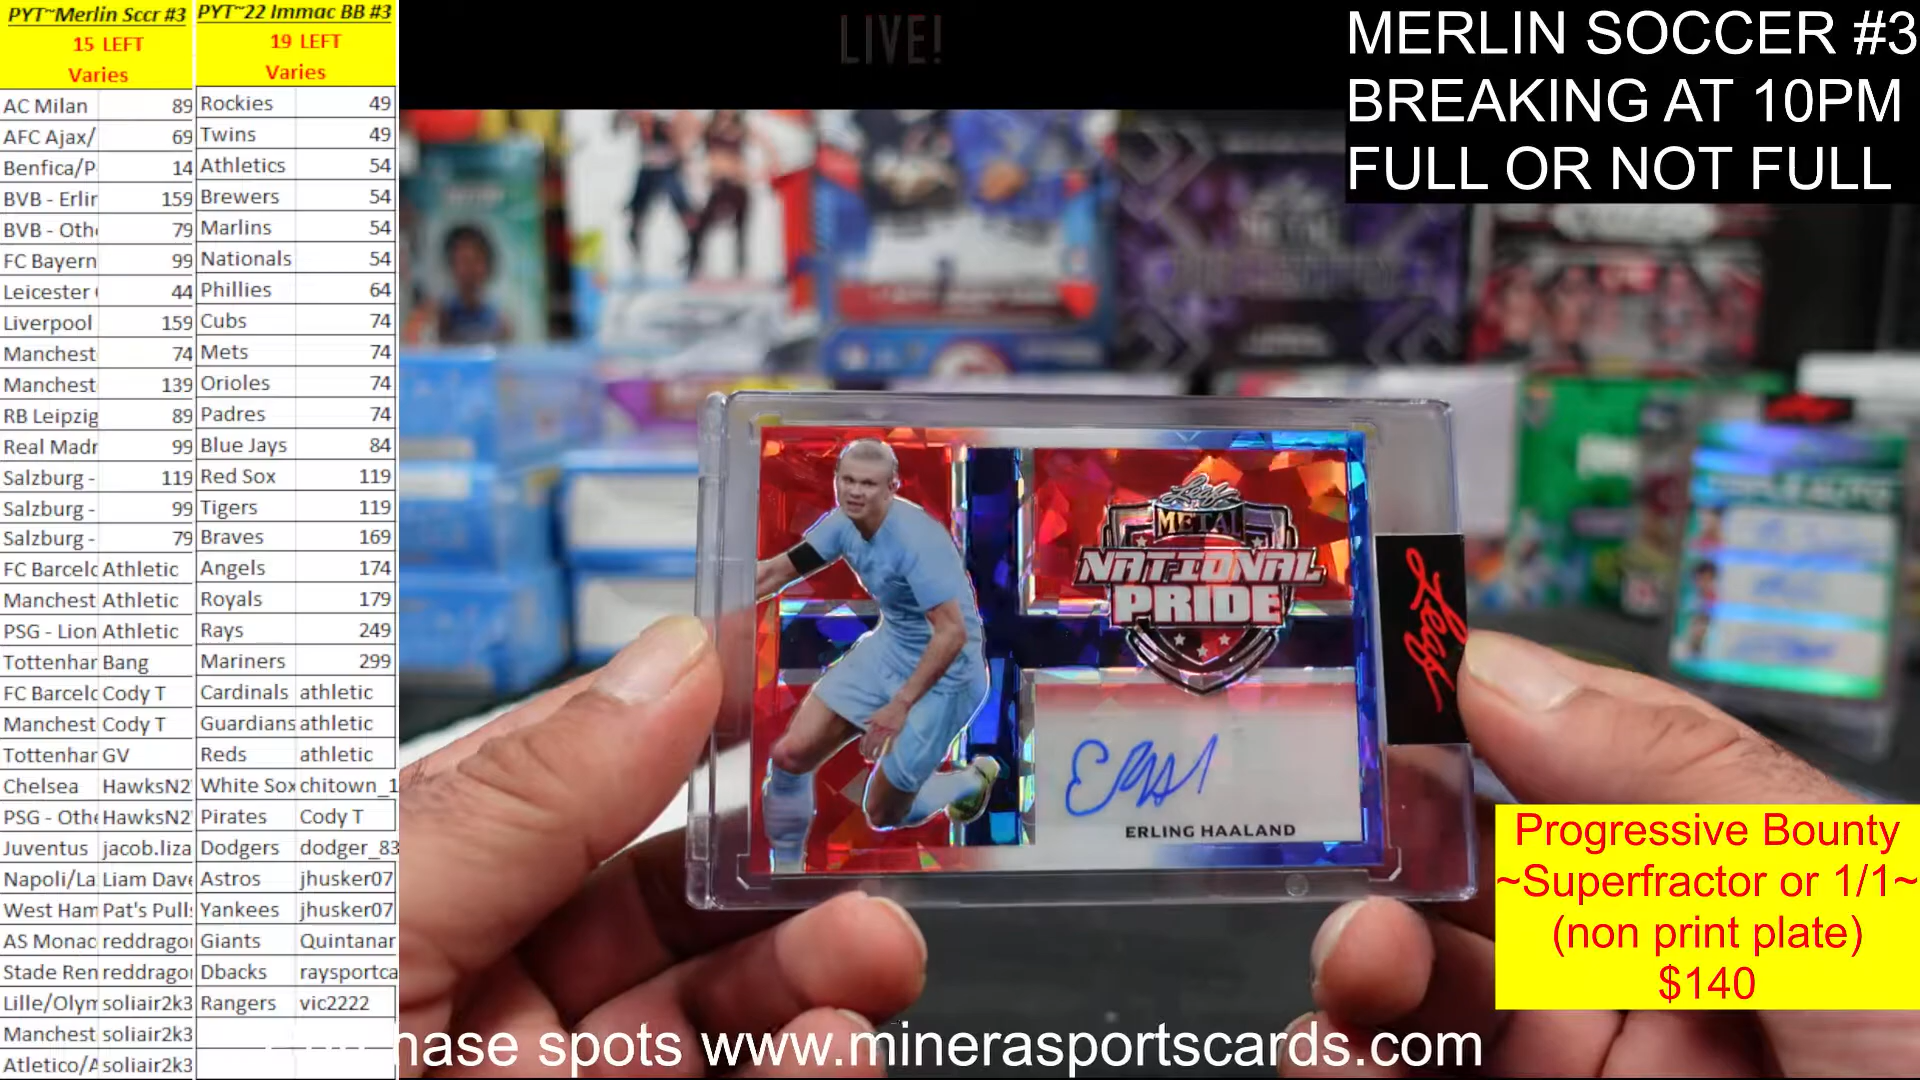 PYT~Merlin Sccr #3
15 LEFT
Varies
AC Milan 89
AFC Ajax/ 69
Benfica/P 14
BVB - Erlin 159
BVB - Oth 79
FC Bayern 99
Leicester 44
Liverpool 159
Manchest 74
Manchest 139
RB Leipzig 89
Real Madr 99
Salzburg - 119
Salzburg - 99
Salzburg - 79
FC Barcelc Athletic
Manchest Athletic
PSG - Lion Athletic
Tottenhar Bang
FC Barcelc Cody T
Manchest Cody T
Tottenhar GV
Chelsea HawksN2
PSG - Othe HawksN2
Juventus jacob.liza
Napoli/La Liam Dave
West Ham Pat's Pull
AS Monac reddrago
Stade Ren reddrago
Lille/Olym soliair2k3
Manchest soliair2k3
Atletico/A soliair2k3
PYT~22 Immac BB #3
19 LEFT
Varies
Rockies 49
Twins 49
Athletics 54
Brewers 54
Marlins 54
Nationals 54
Phillies 64
Cubs 74
Mets 74
Orioles 74
Padres 74
Blue Jays 84
Red Sox 119
Tigers 119
Braves 169
Angels 174
Royals 179
Rays 249
Mariners 299
Cardinals athletic
Guardians athletic
Reds athletic
White Sox chitown_1
Pirates Cody T
Dodgers dodger_83
Astros jhusker07
Yankees jhusker07
Giants Quintanar
Dbacks raysportca
Rangers vic2222
LIVE!
MERLIN SOCCER #3
BREAKING AT 10PM
FULL OR NOT FULL
Leaf
METAL
NATIONAL
PRIDE
ERLING HAALAND
Leaf
Progressive Bounty
~Superfractor or 1/1~
(non print plate)
$140
hase spots www.minerasportscards.com